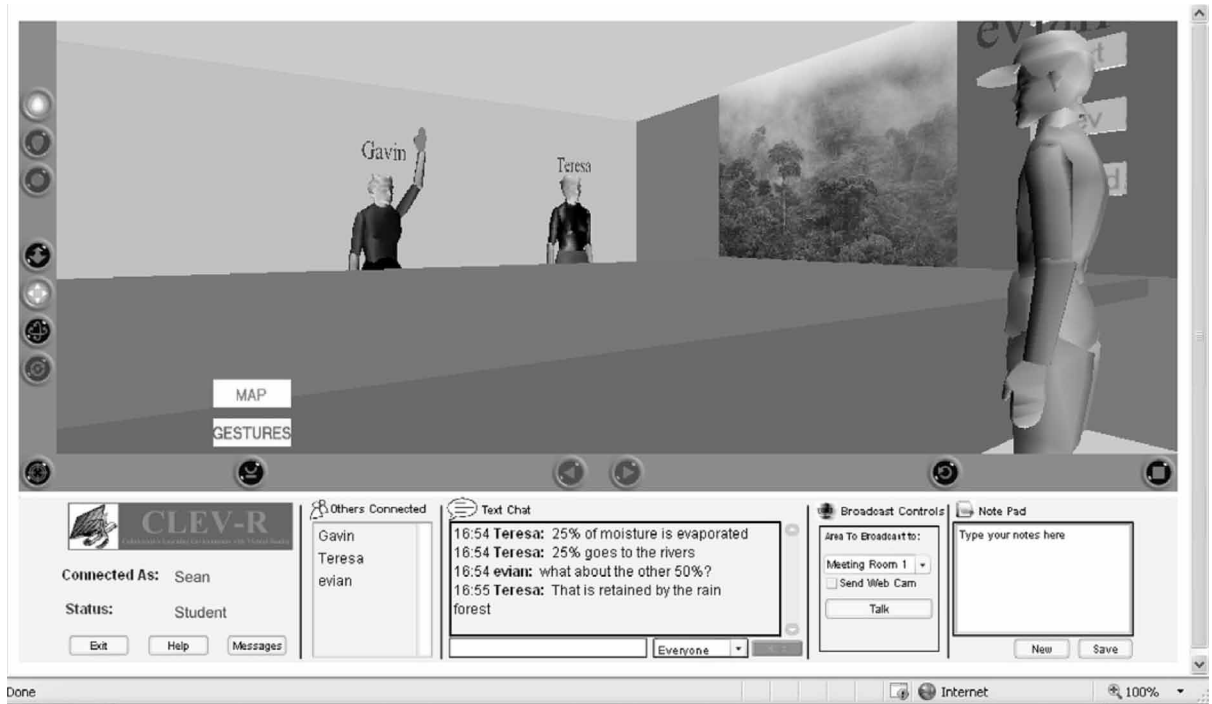 evian
Gavin
Teresa
MAP
GESTURES
CLEV-R
Connected As: Sean
Status: Student
Exit Help Messages
Others Connected
Gavin
Teresa
evian
Text Chat
16:54 Teresa: 25% of moisture is evaporated
16:54 Teresa: 25% goes to the rivers
16:54 evian: what about the other 50%?
16:55 Teresa: That is retained by the rain
forest
Everyone
Broadcast Controls
Area To Broadcast to:
Meeting Room 1
Send Web Cam
Talk
Note Pad
Type your notes here
New Save
Done
Internet
100%